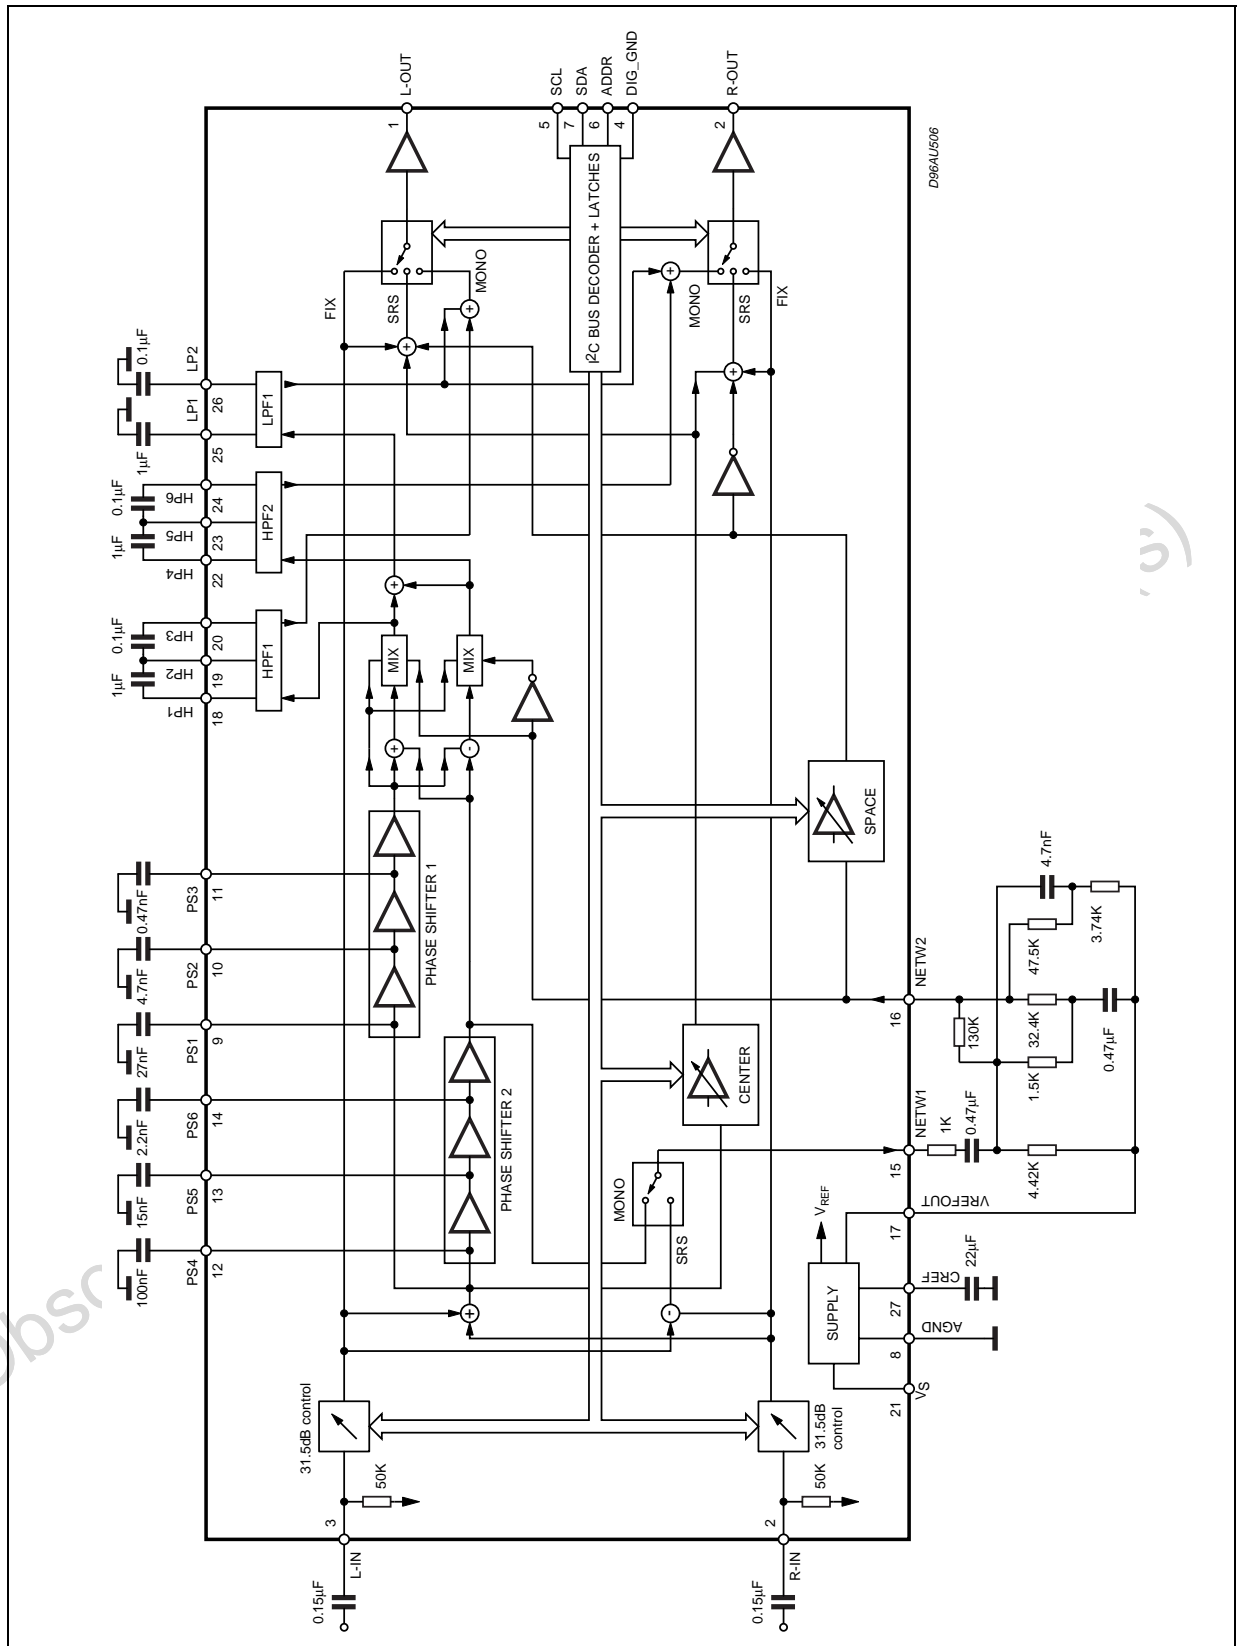 L-OUT
1
SCL
5
SDA
7
ADDR
6
DIG_GND
4
R-OUT
2
D96AU506
I2C BUS DECODER + LATCHES
FIX
SRS
MONO
+
+
MONO
SRS
FIX
+
+
0.1µF
LP2
26
LPF1
LP1
25
1µF
0.1µF
HP6
24
HPF2
HP5
23
1µF
HP4
22
0.1µF
HP3
20
HPF1
HP2
19
1µF
HP1
18
+
MIX
MIX
+
-
0.47nF
PS3
11
4.7nF
PS2
10
27nF
PS1
9
PHASE SHIFTER 1
2.2nF
PS6
14
15nF
PS5
13
100nF
PS4
12
PHASE SHIFTER 2
SPACE
CENTER
MONO
SRS
+
-
4.7nF
3.74K
47.5K
NETW2
16
130K
32.4K
0.47µF
1.5K
NETW1
15
1K
0.47µF
4.42K
VREF
VREFOUT
17
SUPPLY
CREF
27
22µF
AGND
8
VS
21
31.5dB control
31.5dB
control
50K
50K
3
L-IN
0.15µF
2
R-IN
0.15µF
s)
Obsc